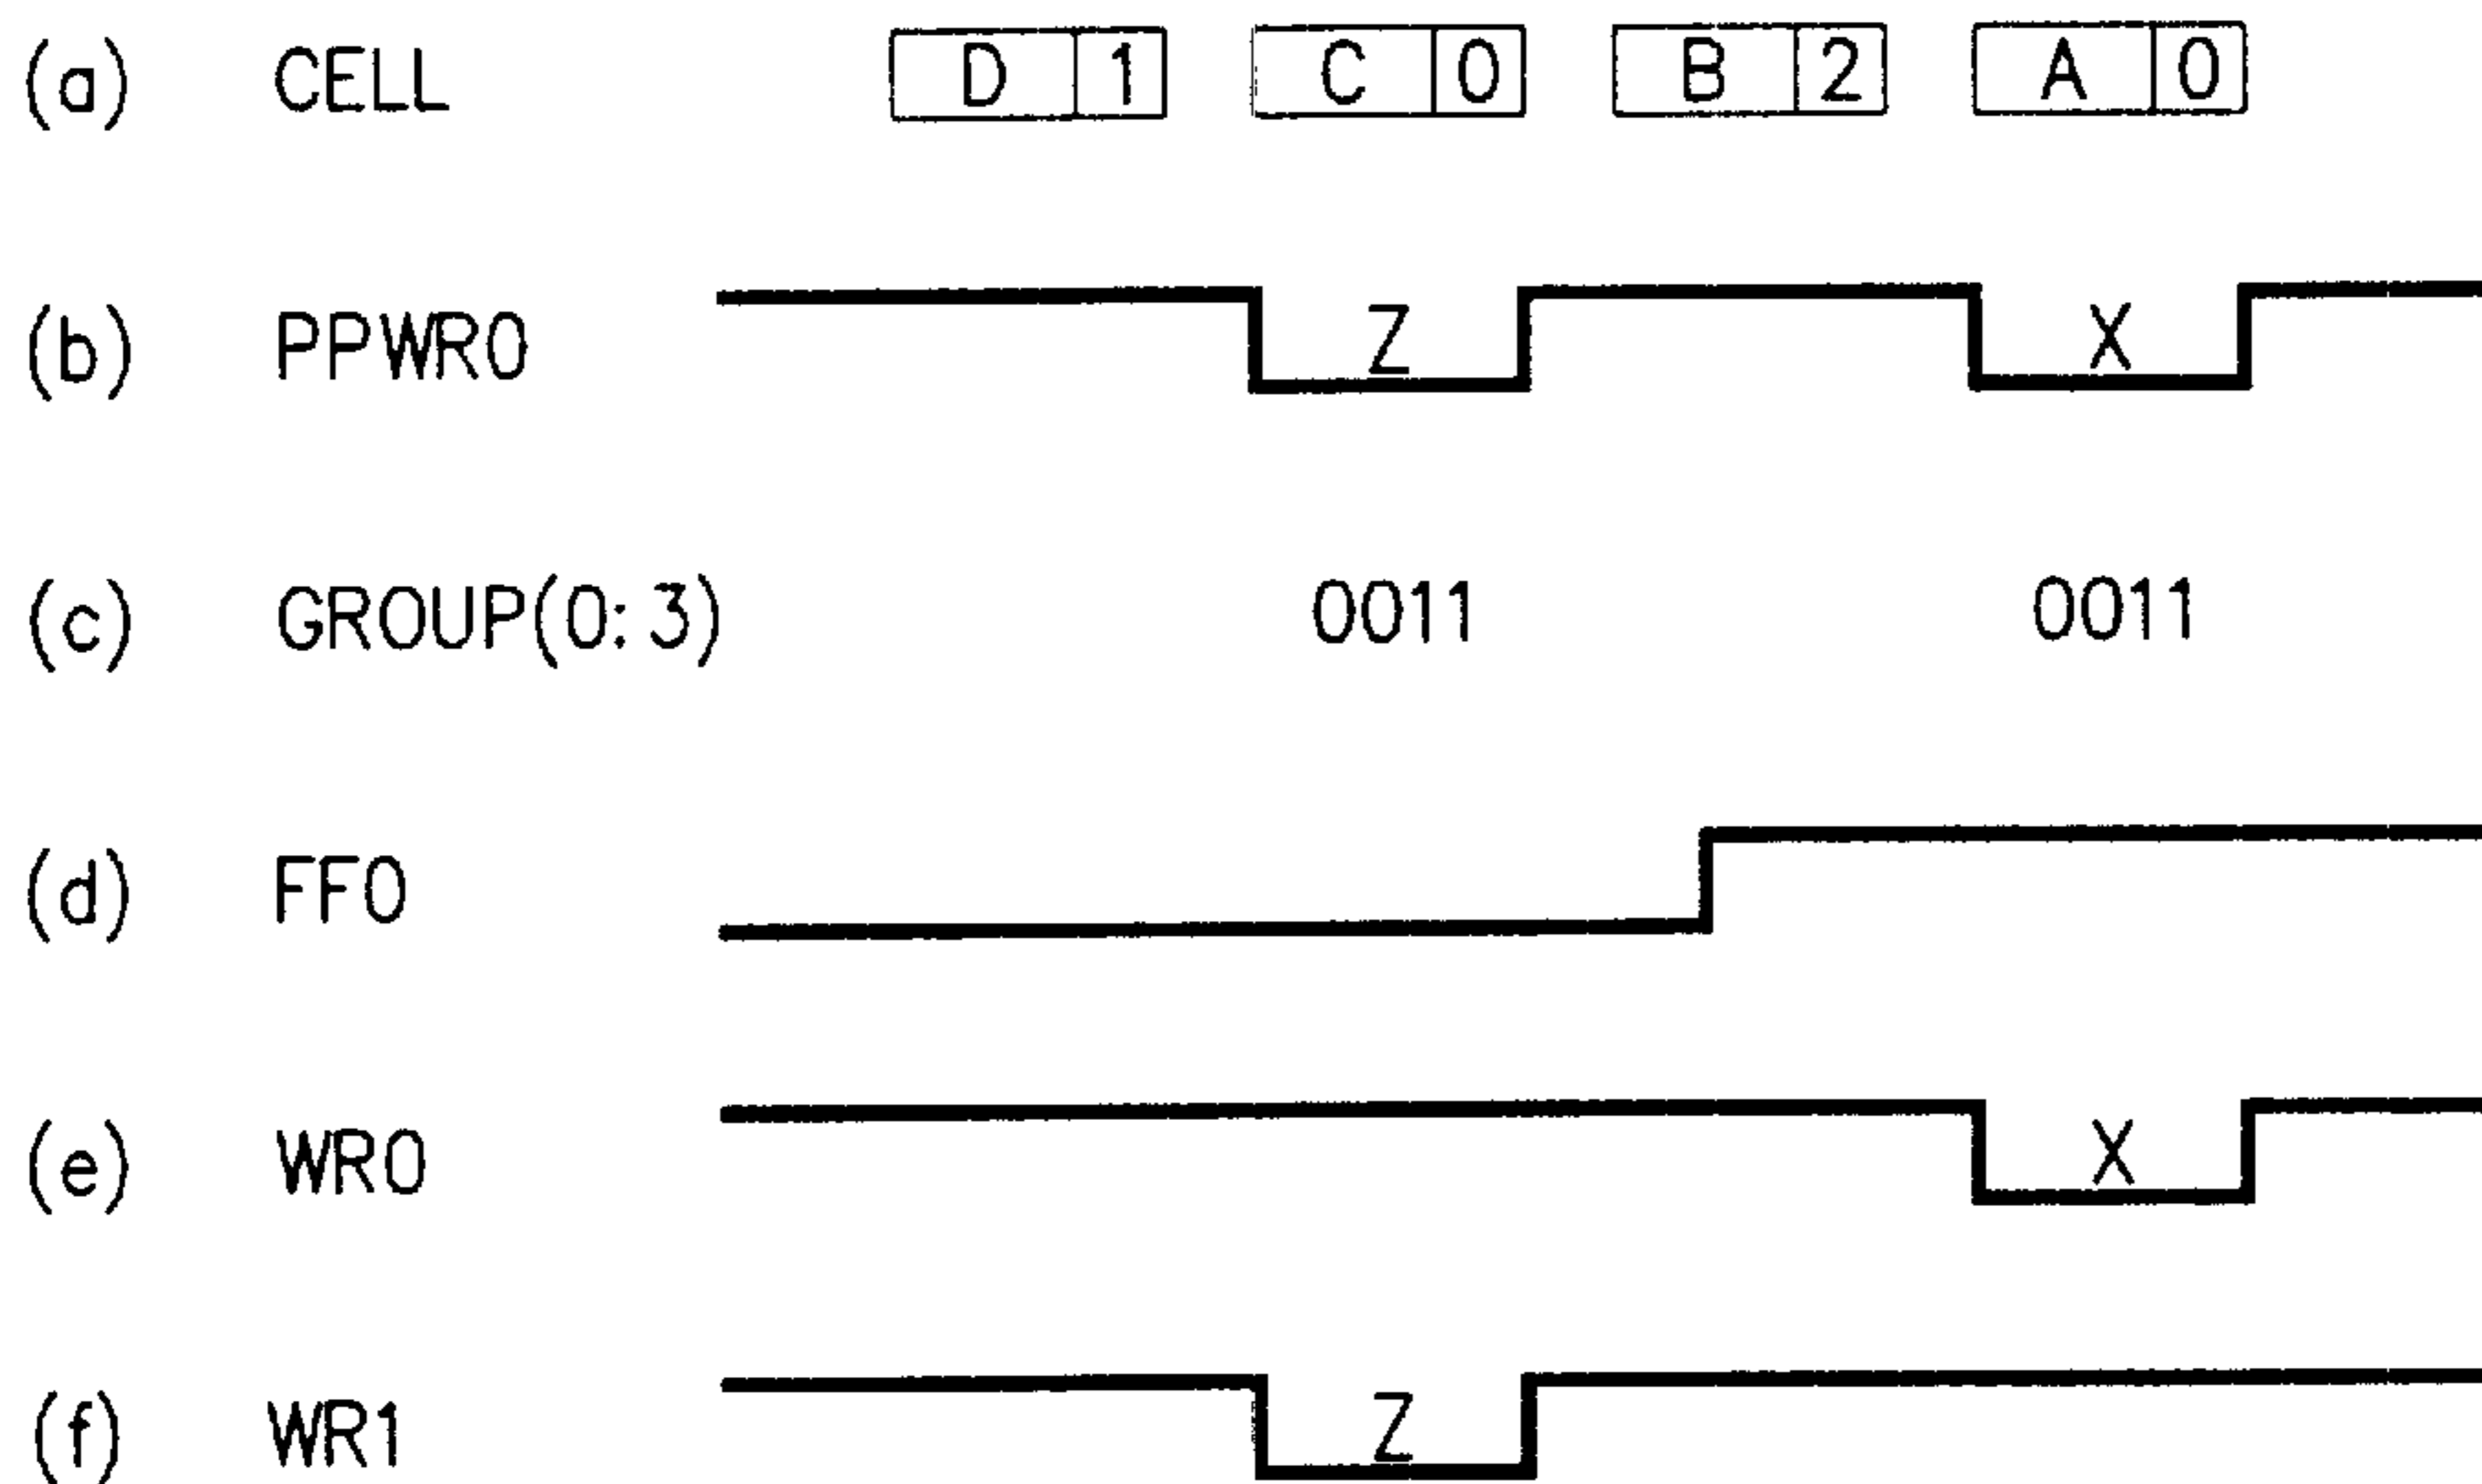 (a) CELL D 1 C 0 B 2 A 0
(b) PPWR0 Z X
(c) GROUP(0:3) 0011 0011
(d) FF0
(e) WR0 X
(f) WR1 Z